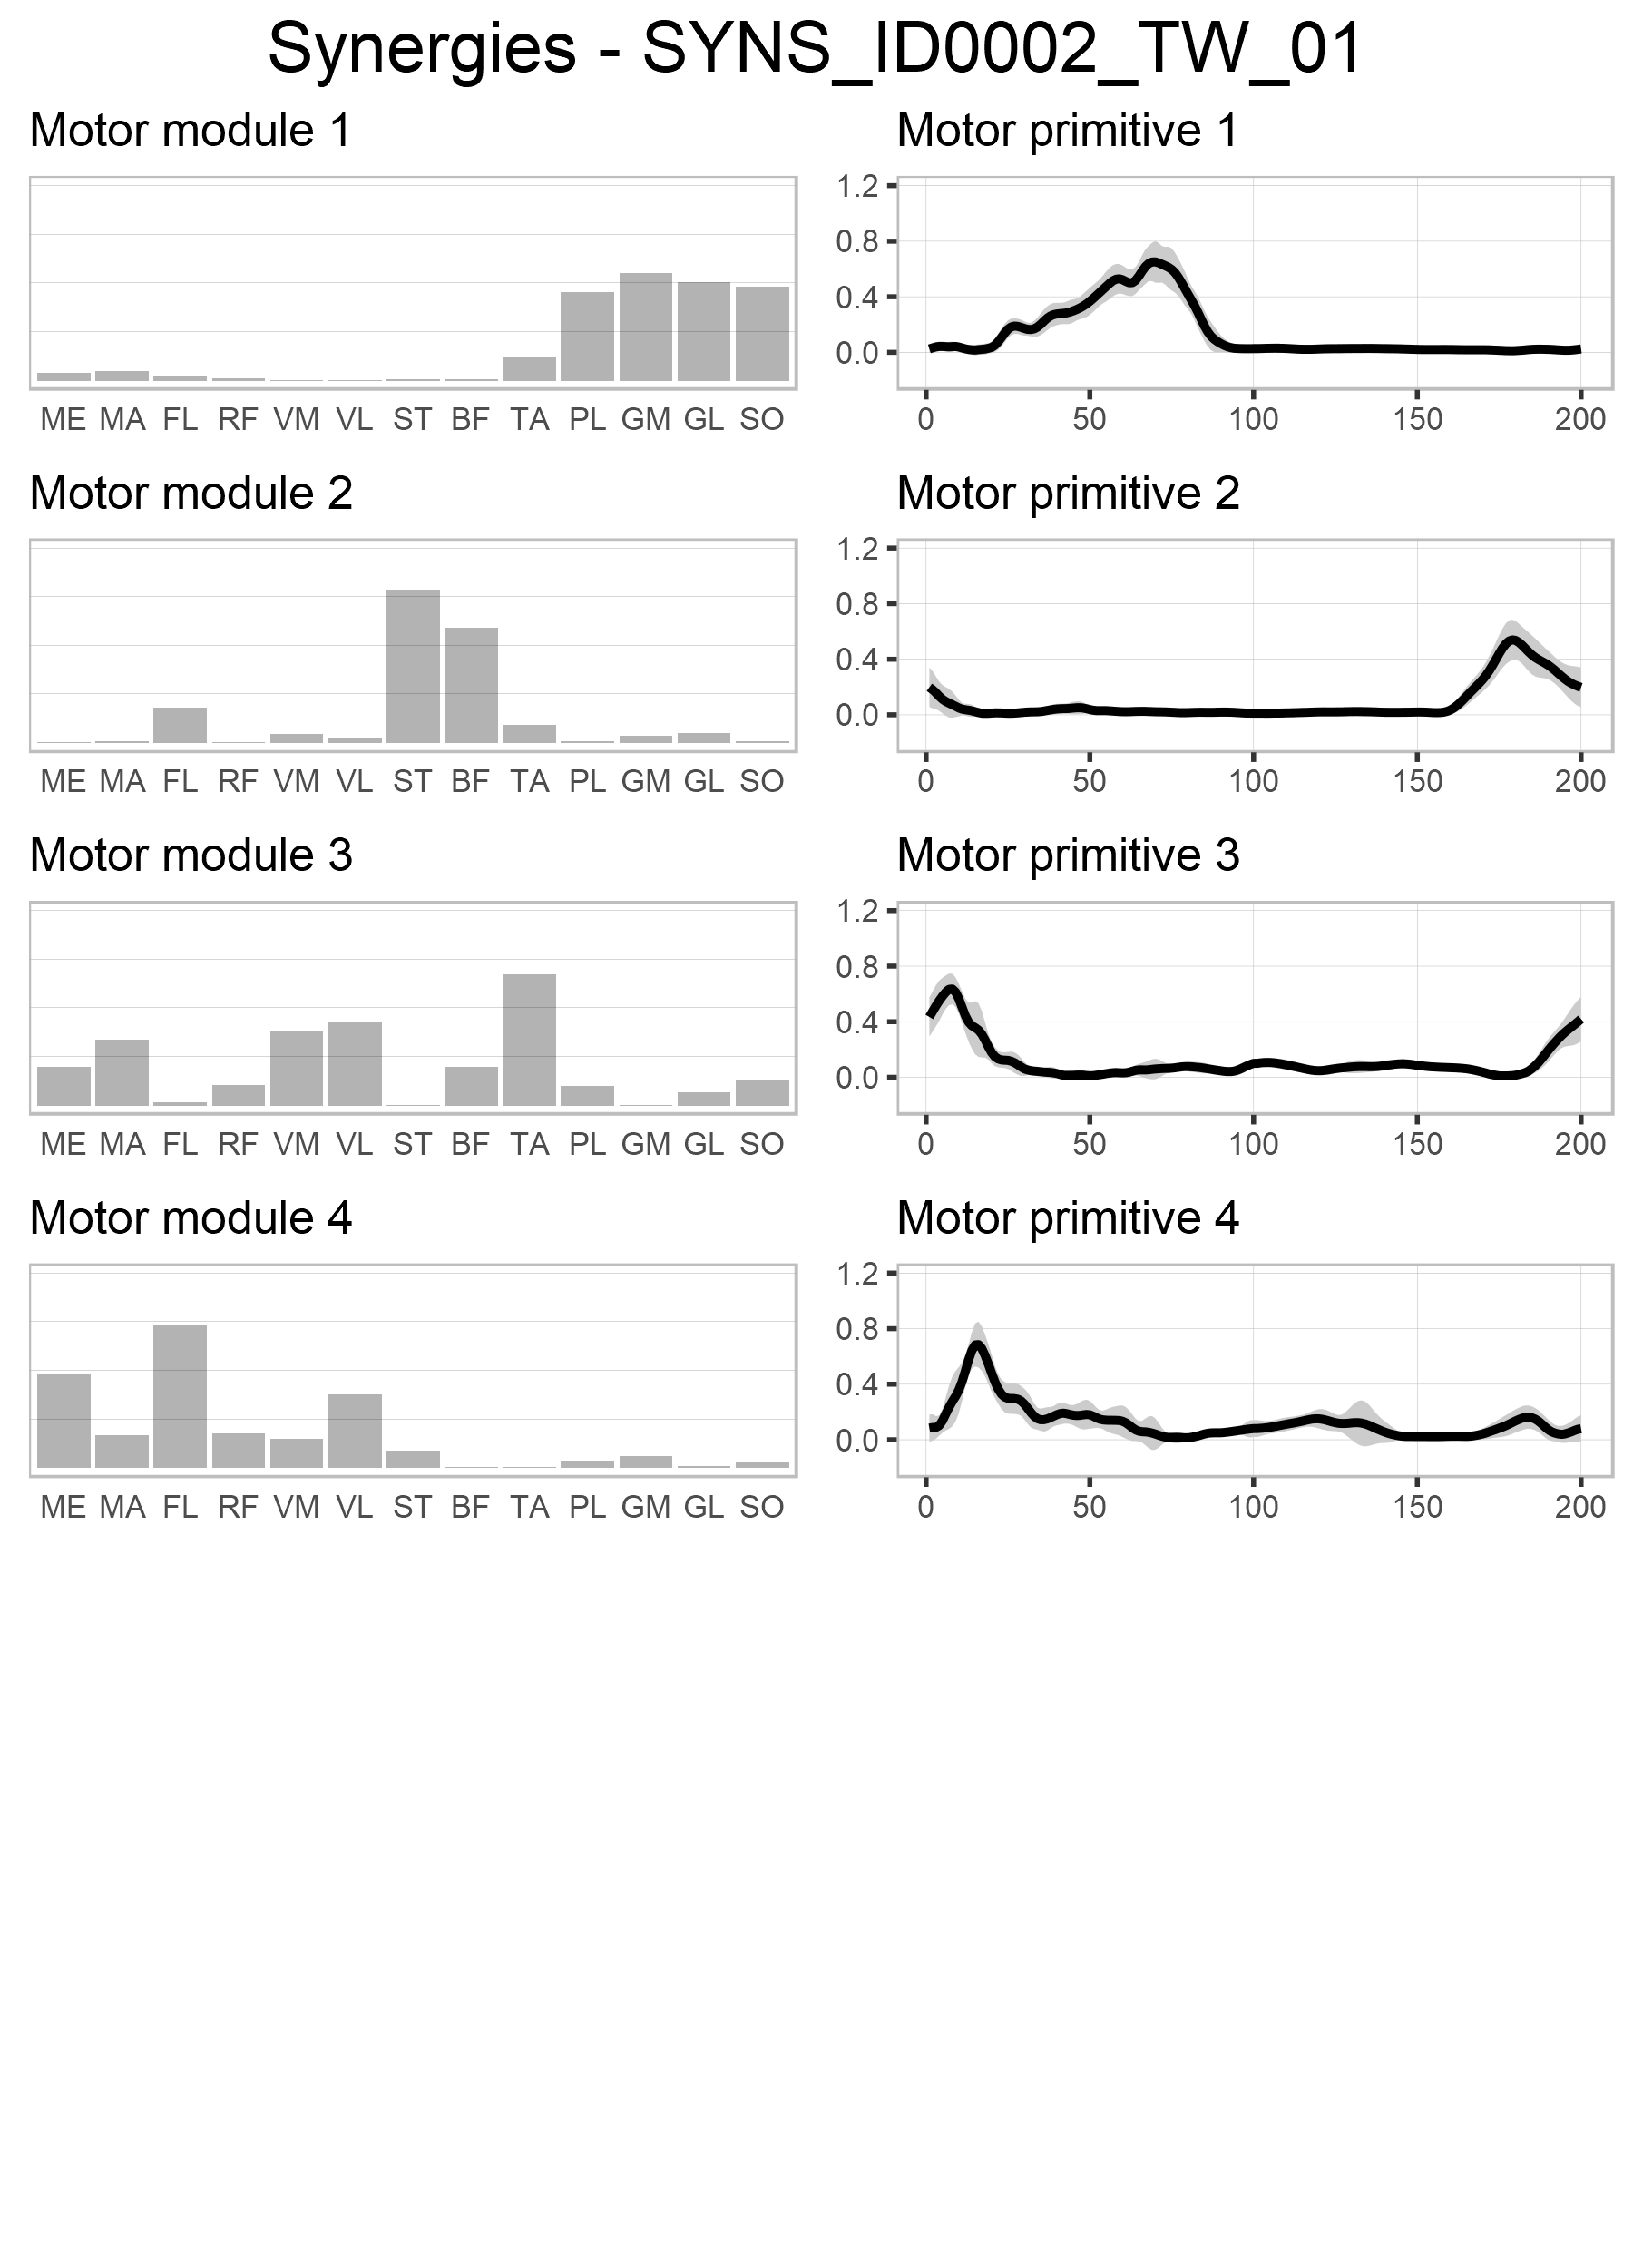 Synergies - SYNS_ID0002_TW_01
Motor module 1
Motor primitive 1
1.2
0.8
0.4
0.0
ME MA FL RF VM VL ST BF TA PL GM GL SO
0 50 100 150 200
Motor module 2
Motor primitive 2
1.2
0.8
0.4
0.0
ME MA FL RF VM VL ST BF TA PL GM GL SO
0 50 100 150 200
Motor module 3
Motor primitive 3
1.2
0.8
0.4
0.0
ME MA FL RF VM VL ST BF TA PL GM GL SO
0 50 100 150 200
Motor module 4
Motor primitive 4
1.2
0.8
0.4
0.0
ME MA FL RF VM VL ST BF TA PL GM GL SO
0 50 100 150 200